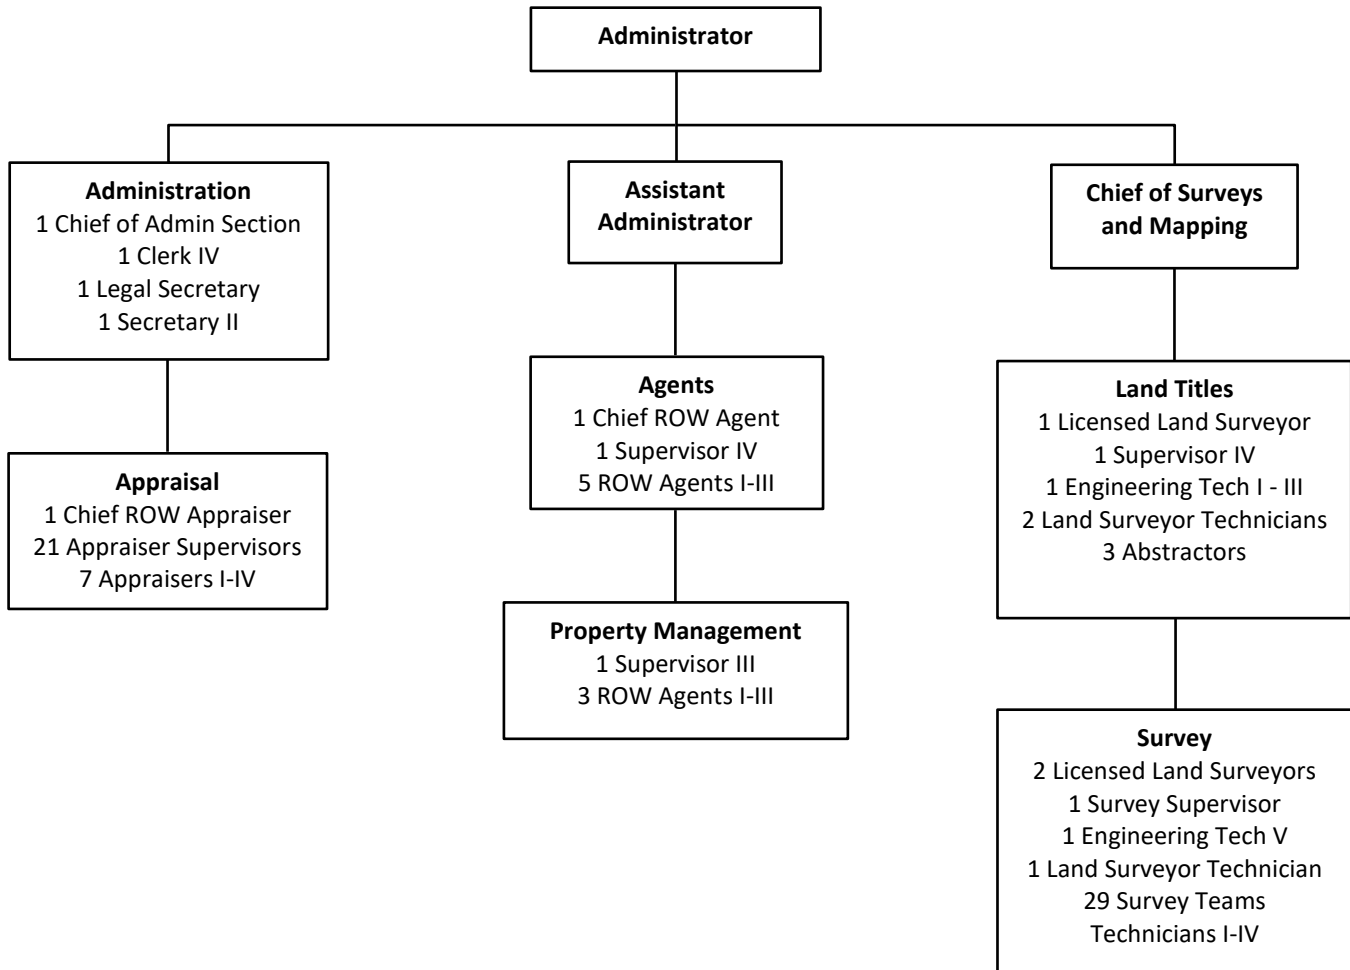 Administrator
Administration
1 Chief of Admin Section
1 Clerk IV
1 Legal Secretary
1 Secretary II
Appraisal
1 Chief ROW Appraiser
21 Appraiser Supervisors
7 Appraisers I-IV
Assistant
Administrator
Agents
1 Chief ROW Agent
1 Supervisor IV
5 ROW Agents I-III
Property Management
1 Supervisor III
3 ROW Agents I-III
Chief of Surveys
and Mapping
Land Titles
1 Licensed Land Surveyor
1 Supervisor IV
1 Engineering Tech I - III
2 Land Surveyor Technicians
3 Abstractors
Survey
2 Licensed Land Surveyors
1 Survey Supervisor
1 Engineering Tech V
1 Land Surveyor Technician
29 Survey Teams
Technicians I-IV